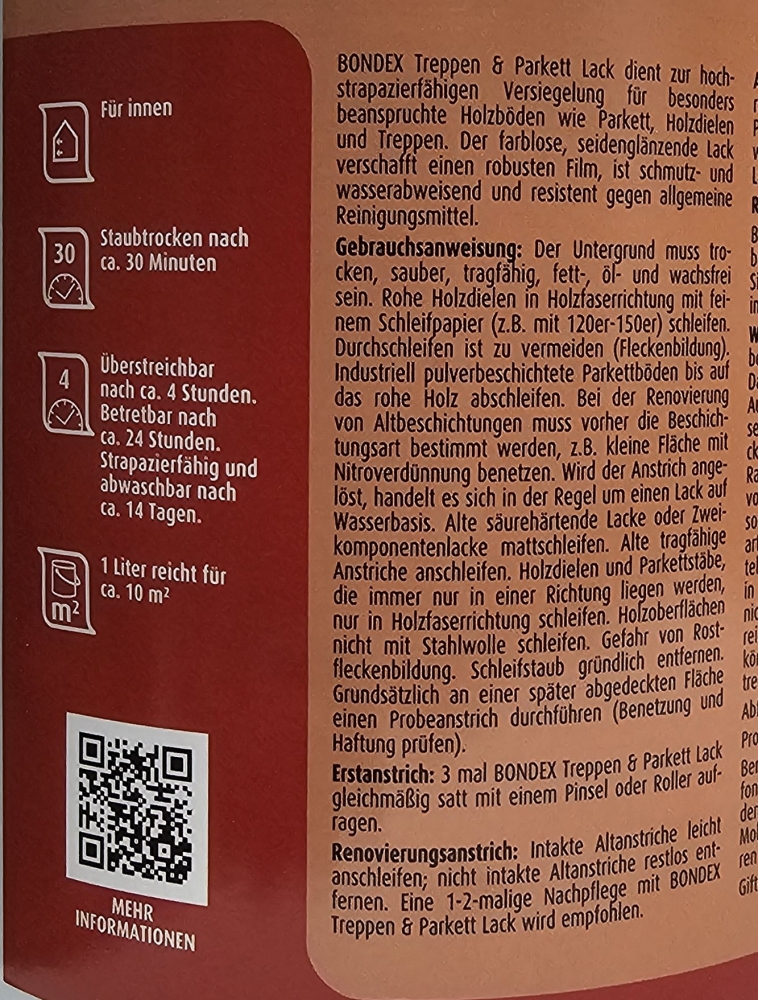 Für innen
30
Staubtrocken nach
ca. 30 Minuten
4
Überstreichbar
nach ca. 4 Stunden.
Betretbar nach
ca. 24 Stunden.
Strapazierfähig und
abwaschbar nach
ca. 14 Tagen.
m²
1 Liter reicht für
ca. 10 m²
MEHR
INFORMATIONEN
BONDEX Treppen & Parkett Lack dient zur hoch-
strapazierfähigen Versiegelung für besonders
beanspruchte Holzböden wie Parkett, Holzdielen
und Treppen. Der farblose, seidenglänzende Lack
verschafft einen robusten Film, ist schmutz- und
wasserabweisend und resistent gegen allgemeine
Reinigungsmittel.
Gebrauchsanweisung: Der Untergrund muss tro-
cken, sauber, tragfähig, fett-, öl- und wachsfrei
sein. Rohe Holzdielen in Holzfaserrichtung mit fei-
nem Schleifpapier (z.B. mit 120er-150er) schleifen.
Durchschleifen ist zu vermeiden (Fleckenbildung).
Industriell pulverbeschichtete Parkettböden bis auf
das rohe Holz abschleifen. Bei der Renovierung
von Altbeschichtungen muss vorher die Beschich-
tungsart bestimmt werden, z.B. kleine Fläche mit
Nitroverdünnung benetzen. Wird der Anstrich ange-
löst, handelt es sich in der Regel um einen Lack auf
Wasserbasis. Alte säurehärtende Lacke oder Zwei-
komponentenlacke mattschleifen. Alte tragfähige
Anstriche anschleifen. Holzdielen und Parkettstäbe,
die immer nur in einer Richtung liegen werden,
nur in Holzfaserrichtung schleifen. Holzoberflächen
nicht mit Stahlwolle schleifen. Gefahr von Rost-
fleckenbildung. Schleifstaub gründlich entfernen.
Grundsätzlich an einer später abgedeckten Fläche
einen Probeanstrich durchführen (Benetzung und
Haftung prüfen).
Erstanstrich: 3 mal BONDEX Treppen & Parkett Lack
gleichmäßig satt mit einem Pinsel oder Roller auf-
ragen.
Renovierungsanstrich: Intakte Altanstriche leicht
anschleifen; nicht intakte Altanstriche restlos ent-
fernen. Eine 1-2-malige Nachpflege mit BONDEX
Treppen & Parkett Lack wird empfohlen.